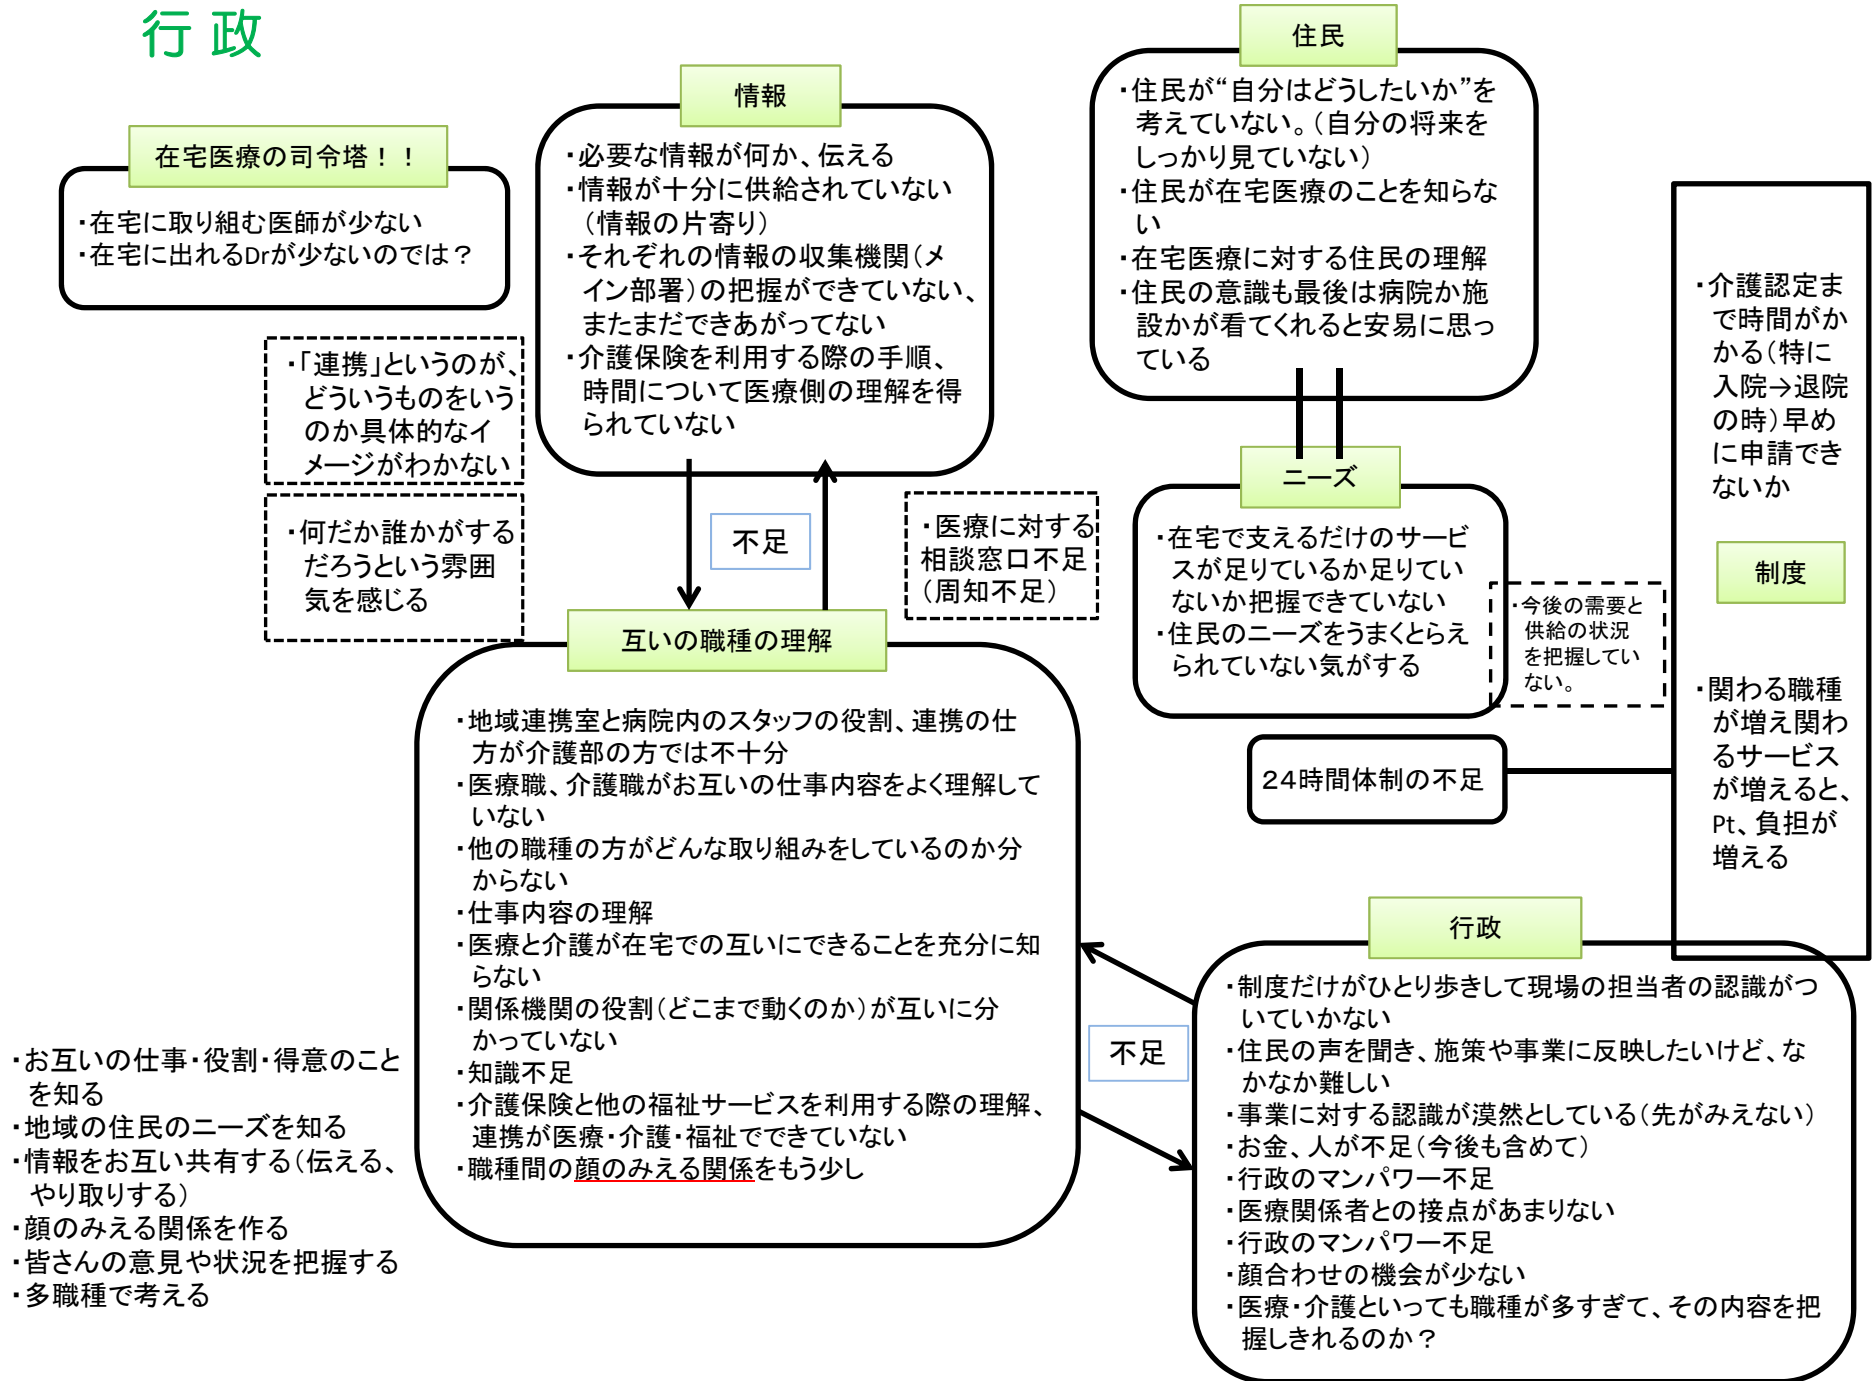 行 政
在宅医療の司令塔！！
・在宅に取り組む医師が少ない
・在宅に出れるDrが少ないのでは？
情報
・必要な情報が何か、伝える
・情報が十分に供給されていない
（情報の片寄り）
・それぞれの情報の収集機関（メ
イン部署）の把握ができていない、
またまだできあがってない
・介護保険を利用する際の手順、
時間について医療側の理解を得
られていない
住民
・住民が“自分はどうしたいか”を
考えていない。（自分の将来を
しっかり見ていない）
・住民が在宅医療のことを知らな
い
・在宅医療に対する住民の理解
・住民の意識も最後は病院か施
設かが看てくれると安易に思っ
ている
・「連携」というのが、
どういうものをいう
のか具体的なイ
メージがわかない
・何だか誰かがする
だろうという雰囲
気を感じる
不足
・医療に対する
相談窓口不足
（周知不足）
ニーズ
・在宅で支えるだけのサービ
スが足りているか足りてい
ないか把握できていない
・住民のニーズをうまくとらえ
られていない気がする
・今後の需要と
供給の状況
を把握してい
ない。
２４時間体制の不足
・介護認定ま
で時間がか
かる（特に
入院→退院
の時）早め
に申請でき
ないか
制度
・関わる職種
が増え関わ
るサービス
が増えると、
Pt、負担が
増える
互いの職種の理解
・地域連携室と病院内のスタッフの役割、連携の仕
方が介護部の方では不十分
・医療職、介護職がお互いの仕事内容をよく理解して
いない
・他の職種の方がどんな取り組みをしているのか分
からない
・仕事内容の理解
・医療と介護が在宅での互いにできることを充分に知
らない
・関係機関の役割（どこまで動くのか）が互いに分
かっていない
・知識不足
・介護保険と他の福祉サービスを利用する際の理解、
連携が医療・介護・福祉でできていない
・職種間の顔のみえる関係をもう少し
不足
行政
・制度だけがひとり歩きして現場の担当者の認識がつ
いていかない
・住民の声を聞き、施策や事業に反映したいけど、な
かなか難しい
・事業に対する認識が漠然としている（先がみえない）
・お金、人が不足（今後も含めて）
・行政のマンパワー不足
・医療関係者との接点があまりない
・行政のマンパワー不足
・顔合わせの機会が少ない
・医療・介護といっても職種が多すぎて、その内容を把
握しきれるのか？
・お互いの仕事・役割・得意のこと
を知る
・地域の住民のニーズを知る
・情報をお互い共有する（伝える、
やり取りする）
・顔のみえる関係を作る
・皆さんの意見や状況を把握する
・多職種で考える